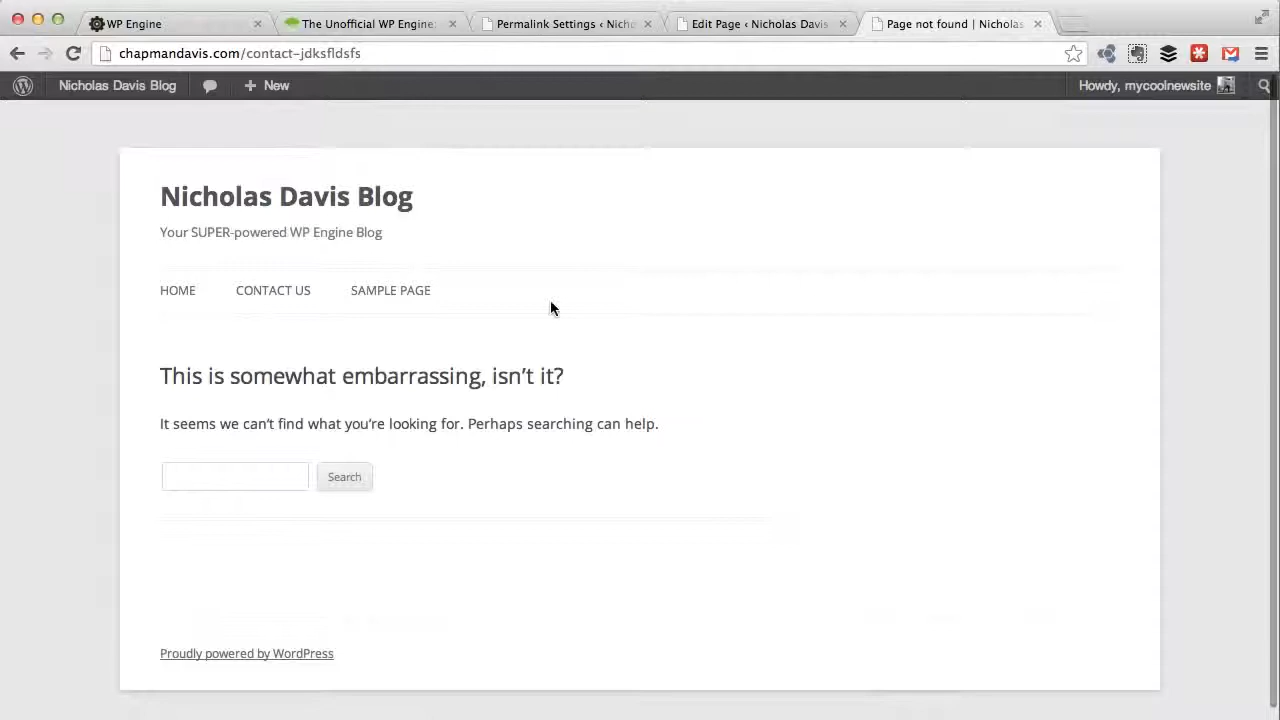 WP Engine
The Unofficial WP Engine
Permalink Settings ‹ Nicho
Edit Page ‹ Nicholas Davis
Page not found | Nicholas
chapmandavis.com/contact-jdksfldsfs
Nicholas Davis Blog
+ New
Howdy, mycoolnewsite
Nicholas Davis Blog
Your SUPER-powered WP Engine Blog
HOME
CONTACT US
SAMPLE PAGE
This is somewhat embarrassing, isn’t it?
It seems we can’t find what you’re looking for. Perhaps searching can help.
Search
Proudly powered by WordPress